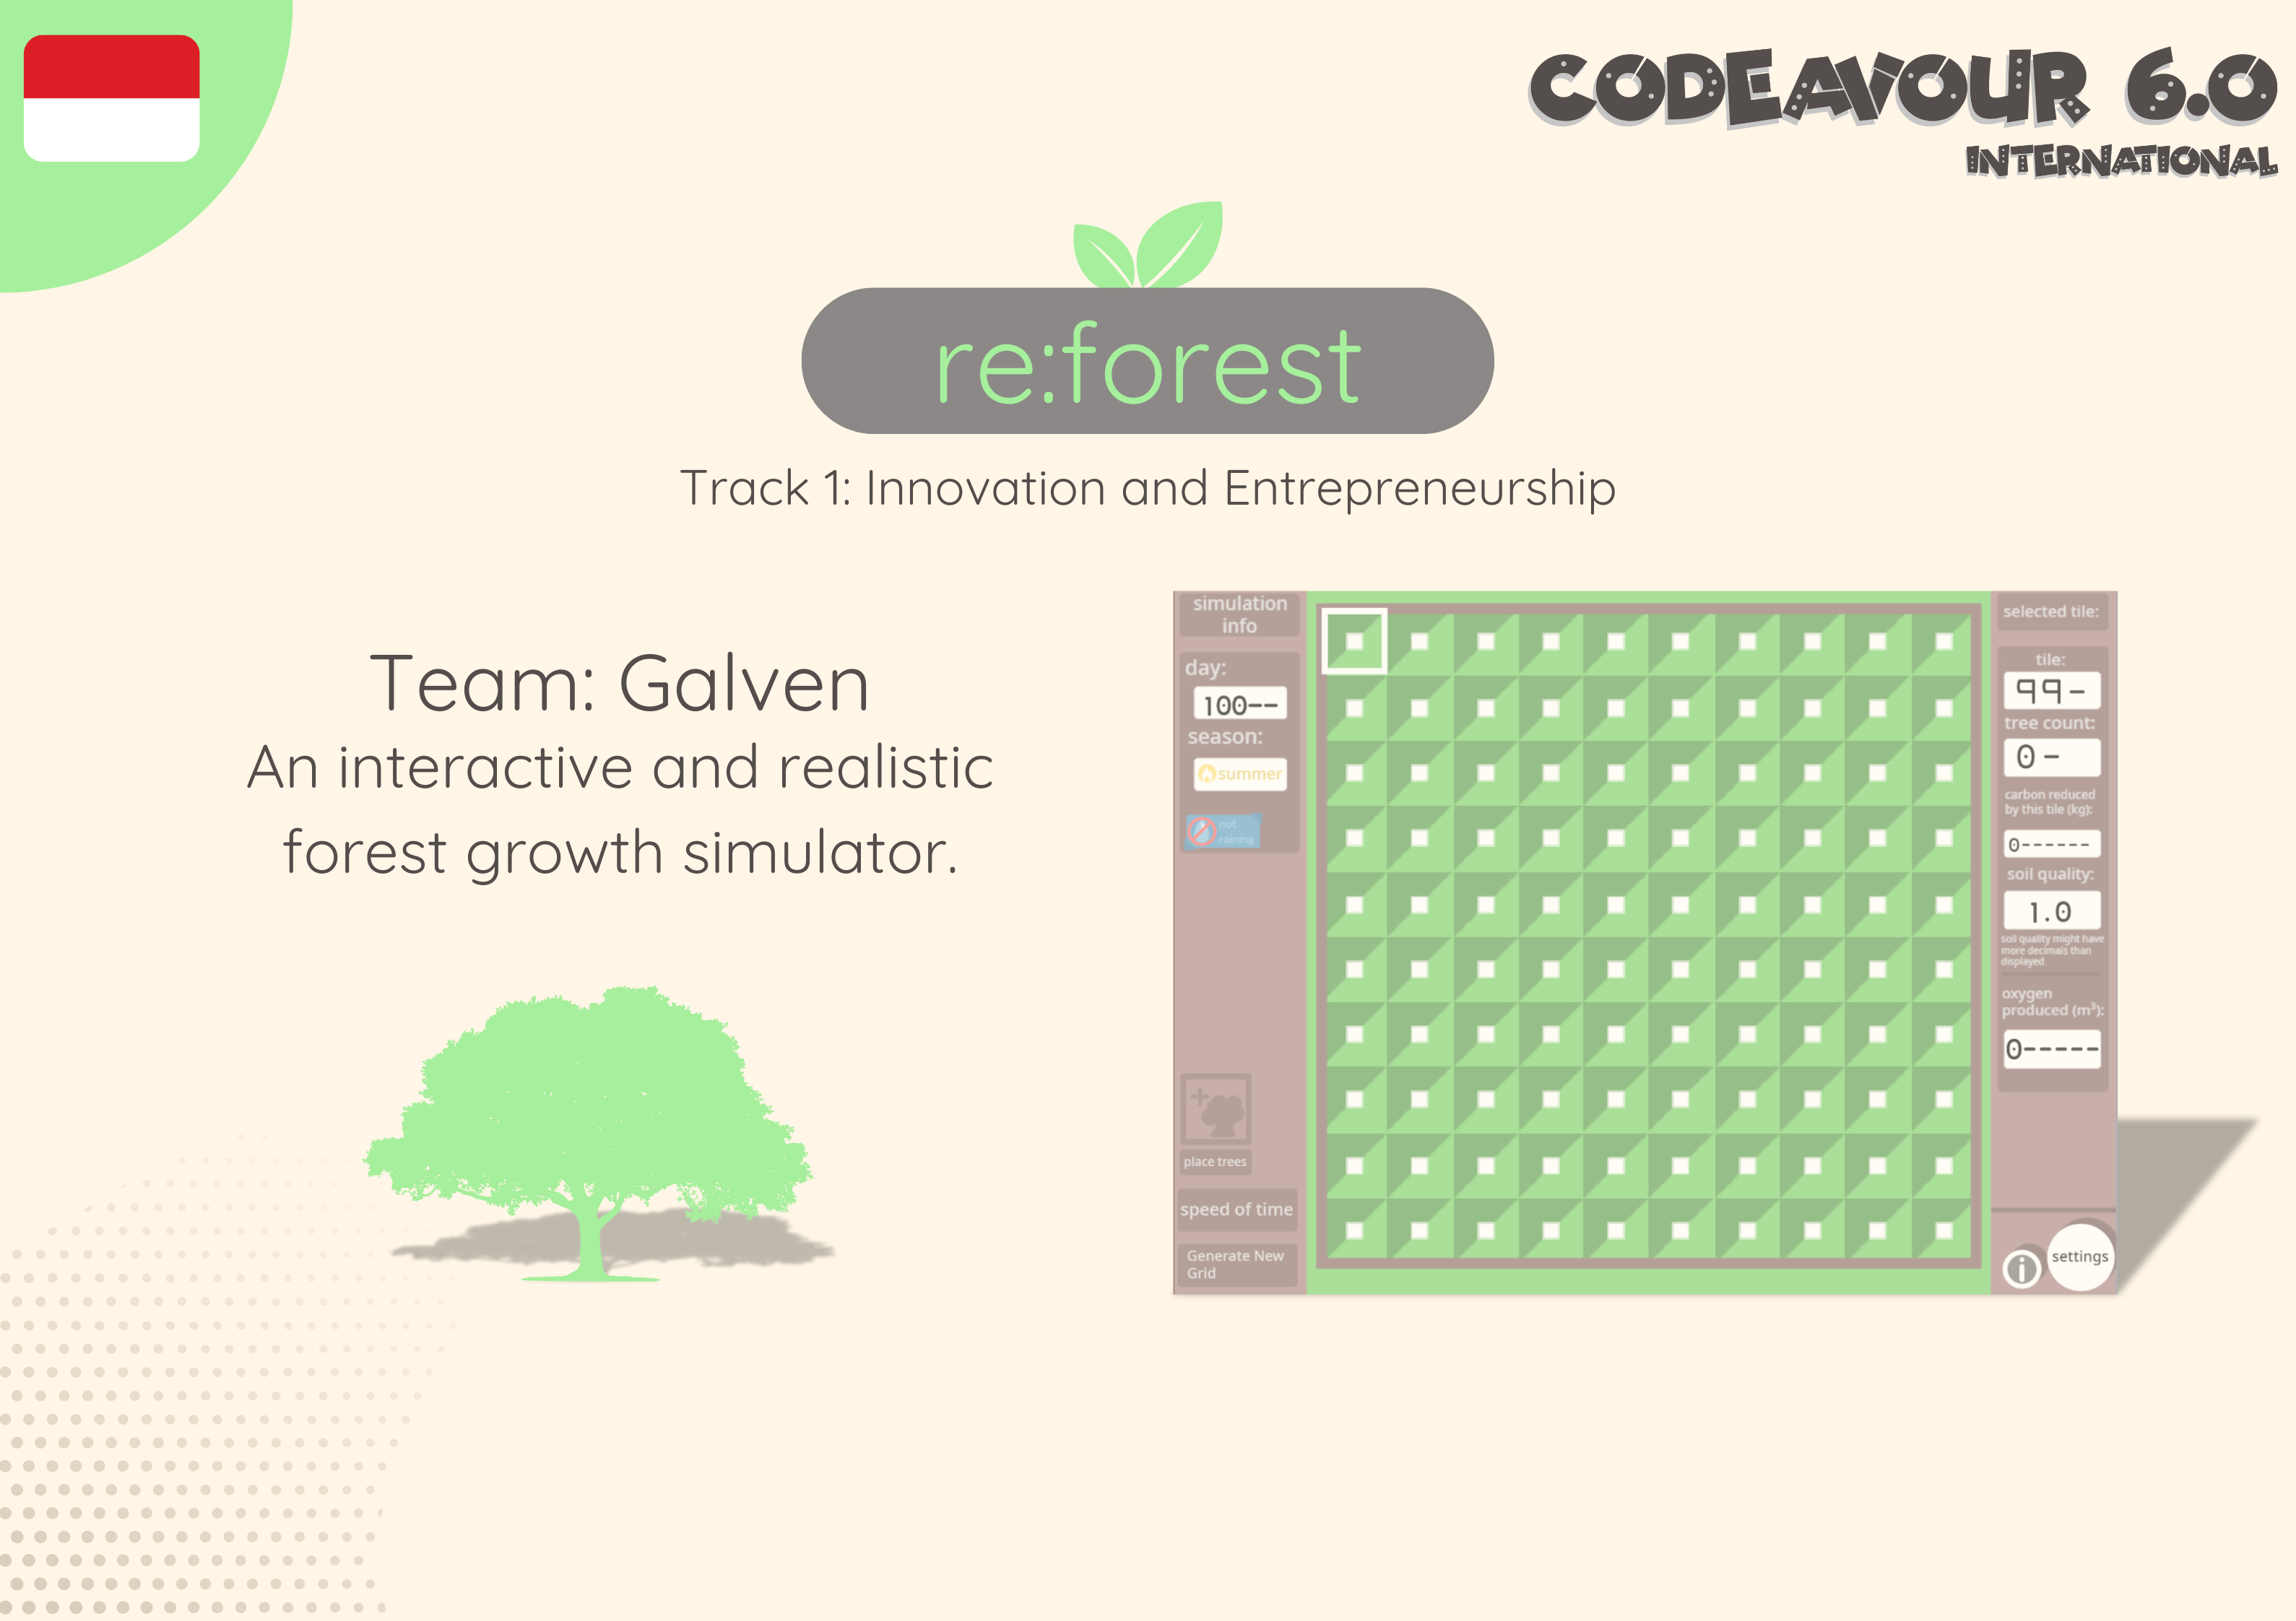 CODEAVOUR 6.0
INTERNATIONAL
re:forest
Track 1: Innovation and Entrepreneurship
Team: Galven
An interactive and realistic
forest growth simulator.
simulation
info
day:
100--
season:
summer
not
raining
place trees
speed of time
Generate New
Grid
selected tile:
tile:
99-
tree count:
0-
carbon reduced
by this tile (kg):
0------
soil quality:
1.0
soil quality might have
more decimals than
displayed.
oxygen
produced (m³):
0-----
i
settings